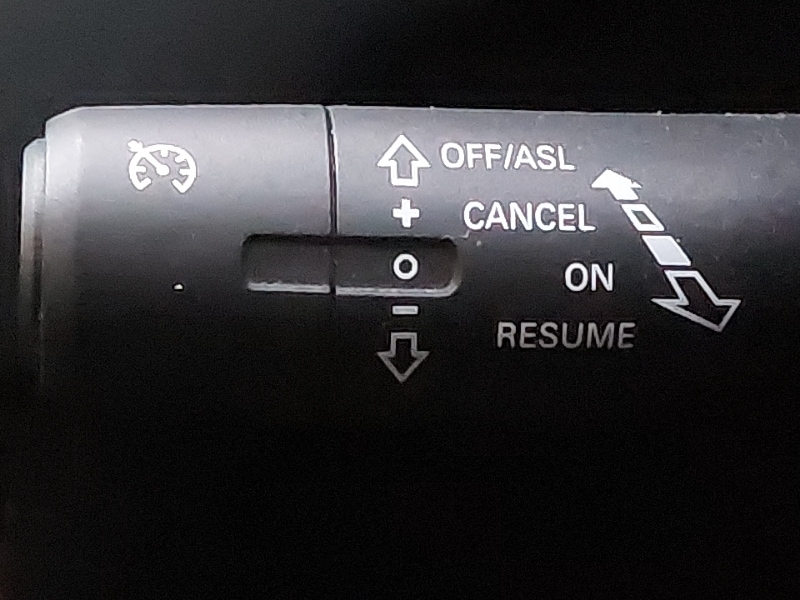 OFF/ASL
+ CANCEL
O ON
– RESUME